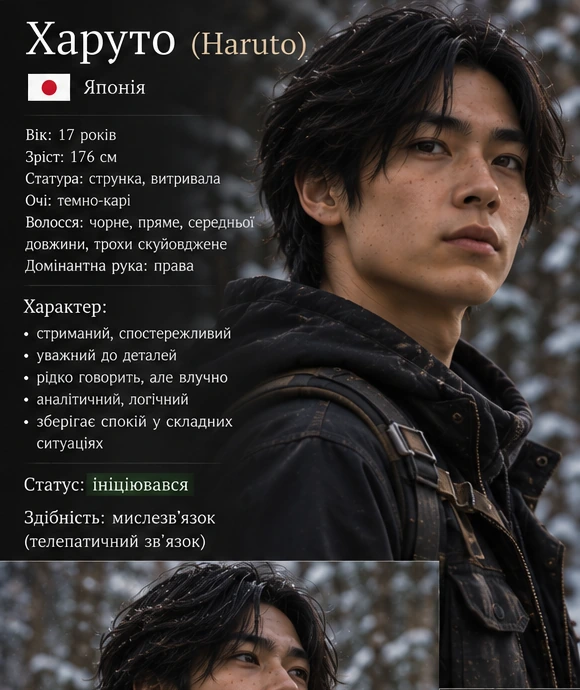 Харуто (Haruto)
Японія
Вік: 17 років
Зріст: 176 см
Статура: струнка, витривала
Очі: темно-карі
Волосся: чорне, пряме, середньої
довжини, трохи скуйовджене
Домінантна рука: права
Характер:
• стриманий, спостережливий
• уважний до деталей
• рідко говорить, але влучно
• аналітичний, логічний
• зберігає спокій у складних
ситуаціях
Статус: ініціювався
Здібність: мислезв'язок
(телепатичний зв'язок)